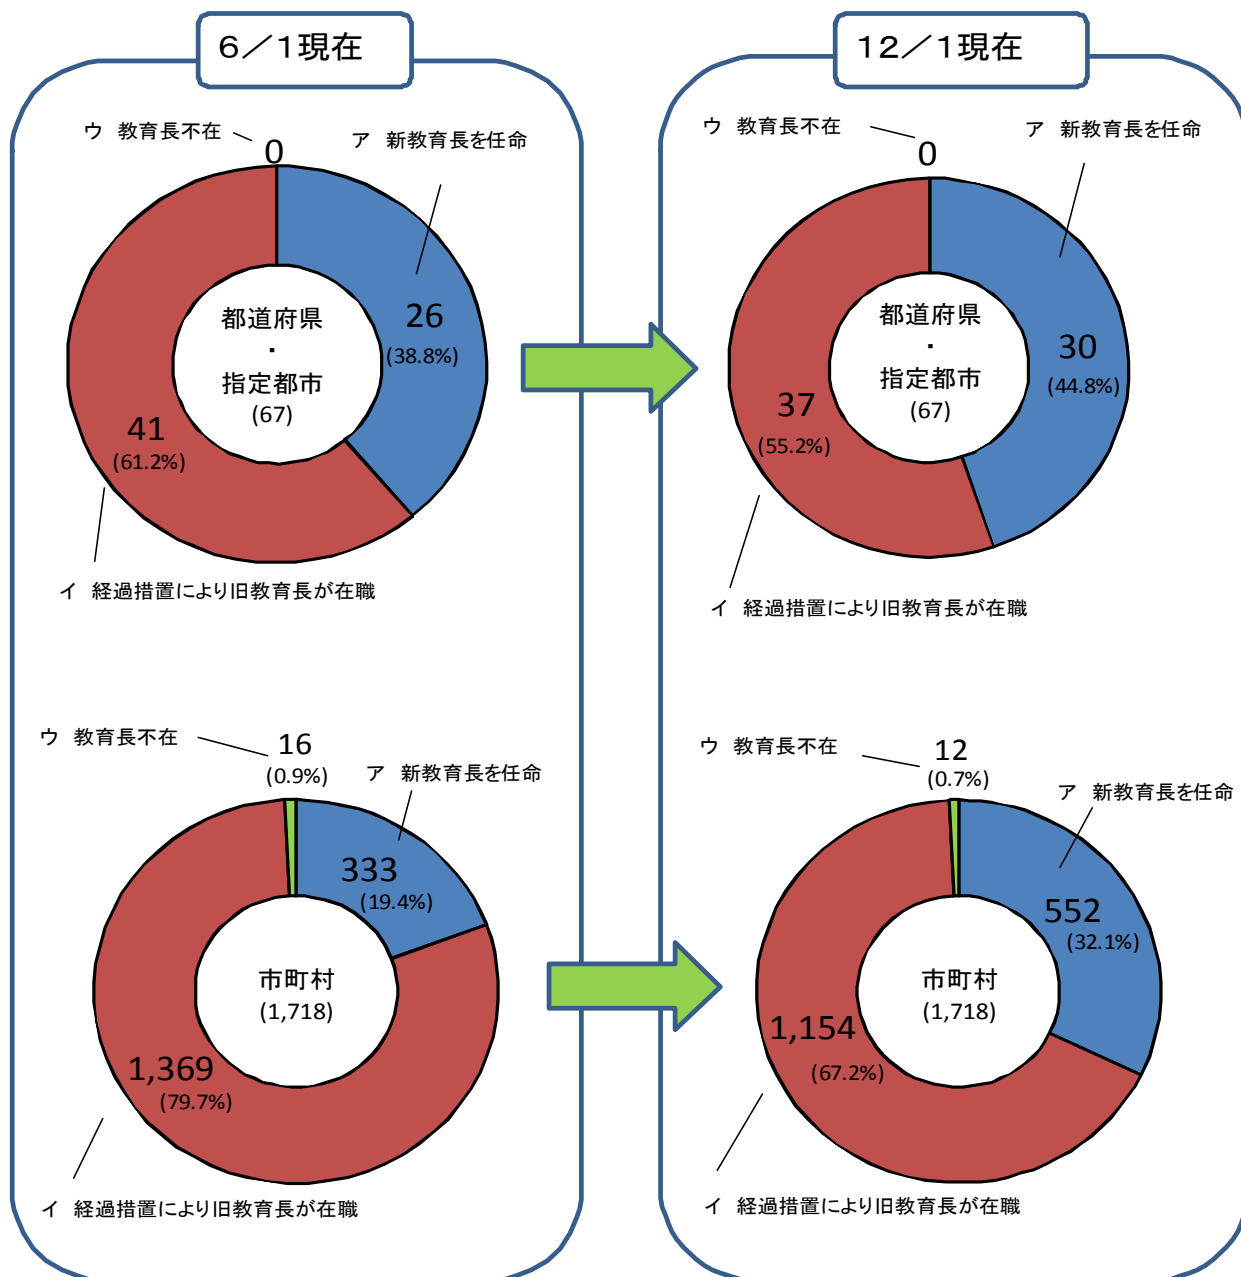 6／1現在
12／1現在
ウ 教育長不在
0
ア 新教育長を任命
26
(38.8%)
都道府県
・
指定都市
(67)
41
(61.2%)
イ 経過措置により旧教育長が在職
ウ 教育長不在
0
ア 新教育長を任命
30
(44.8%)
都道府県
・
指定都市
(67)
37
(55.2%)
イ 経過措置により旧教育長が在職
ウ 教育長不在
16
(0.9%)
ア 新教育長を任命
333
(19.4%)
市町村
(1,718)
1,369
(79.7%)
イ 経過措置により旧教育長が在職
ウ 教育長不在
12
(0.7%)
ア 新教育長を任命
552
(32.1%)
市町村
(1,718)
1,154
(67.2%)
イ 経過措置により旧教育長が在職